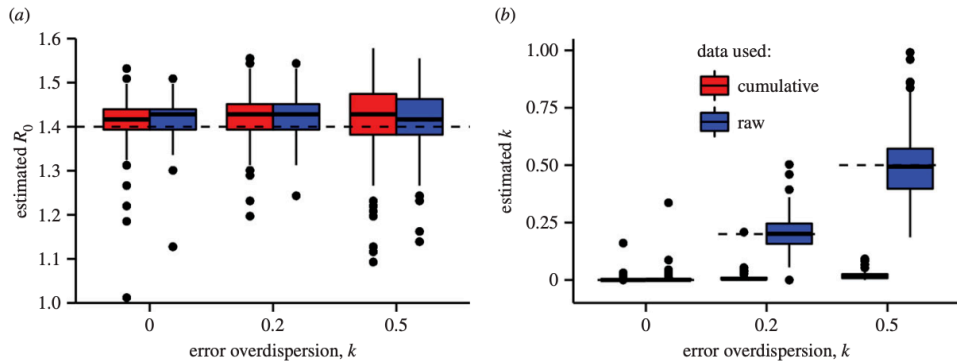 (a)
1.6
1.5
1.4
1.3
1.2
1.1
1.0
estimated R0
0
0.2
0.5
error overdispersion, k
(b)
1.00
0.75
0.50
0.25
0
estimated k
data used:
cumulative
raw
0
0.2
0.5
error overdispersion, k